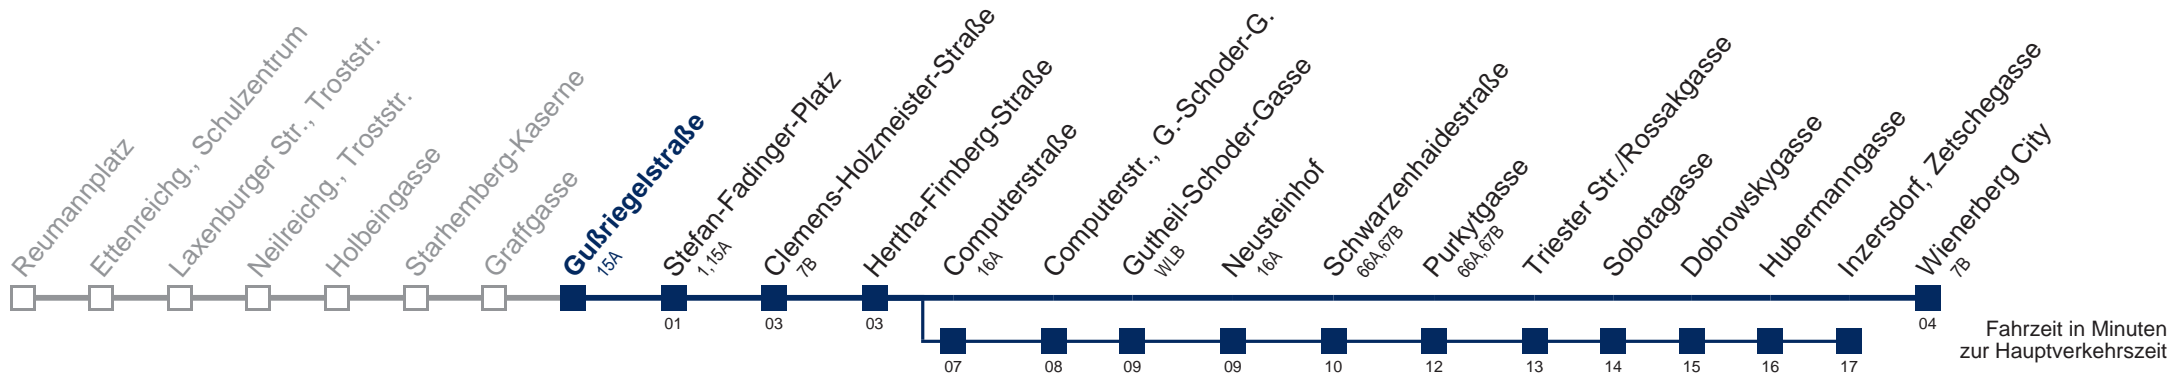 Reumannplatz
Ettenreichg., Schulzentrum
Laxenburger Str., Troststr.
Neilreichg., Troststr.
Holbeingasse
Starhemberg-Kaserne
Graffgasse
Gußriegelstraße
15A
Stefan-Fadinger-Platz
1,15A
Clemens-Holzmeister-Straße
7B
Hertha-Firnberg-Straße
Computerstraße
16A
Computerstr., G.-Schoder-G.
Gutheil-Schoder-Gasse
WLB
Neusteinhof
16A
Schwarzenhaidestraße
66A,67B
Purkytgasse
66A,67B
Triester Str./Rossakgasse
Sobotagasse
Dobrowskygasse
Hubermanngasse
Inzersdorf, Zetschegasse
Wienerberg City
7B
01
03
03
04
07
08
09
09
10
12
13
14
15
16
17
Fahrzeit in Minuten
zur Hauptverkehrszeit